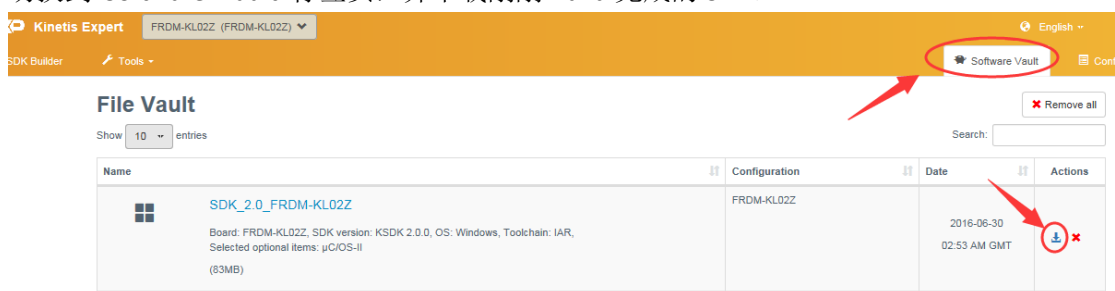 Kinetis Expert FRDM-KL02Z (FRDM-KL02Z) English
SDK Builder Tools Software Vault
File Vault
Remove all
Show 10 entries Search:
Name Configuration Date Actions
SDK_2.0_FRDM-KL02Z FRDM-KL02Z
Board: FRDM-KL02Z, SDK version: KSDK 2.0.0, OS: Windows, Toolchain: IAR,
Selected optional items: µC/OS-II
2016-06-30
02:53 AM GMT
(83MB)